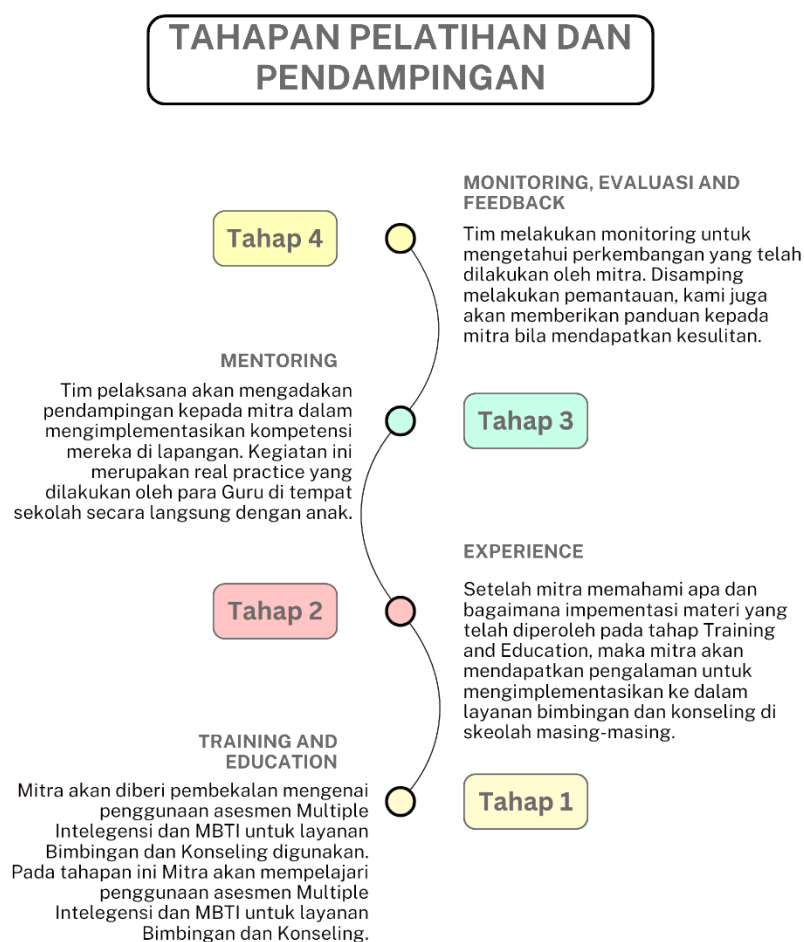 TAHAPAN PELATIHAN DAN
PENDAMPINGAN
MONITORING, EVALUASI AND
FEEDBACK
Tahap 4
Tim melakukan monitoring untuk
mengetahui perkembangan yang telah
dilakukan oleh mitra. Disamping
melakukan pemantauan, kami juga
akan memberikan panduan kepada
mitra bila mendapatkan kesulitan.
MENTORING
Tim pelaksana akan mengadakan
pendampingan kepada mitra dalam
mengimplementasikan kompetensi
mereka di lapangan. Kegiatan ini
merupakan real practice yang
dilakukan oleh para Guru di tempat
sekolah secara langsung dengan anak.
Tahap 3
EXPERIENCE
Tahap 2
Setelah mitra memahami apa dan
bagaimana impementasi materi yang
telah diperoleh pada tahap Training
and Education, maka mitra akan
mendapatkan pengalaman untuk
mengimplementasikan ke dalam
layanan bimbingan dan konseling di
skeolah masing-masing.
TRAINING AND
EDUCATION
Mitra akan diberi pembekalan mengenai
penggunaan asesmen Multiple
Intelegensi dan MBTI untuk layanan
Bimbingan dan Konseling digunakan.
Pada tahapan ini Mitra akan mempelajari
penggunaan asesmen Multiple
Intelegensi dan MBTI untuk layanan
Bimbingan dan Konseling.
Tahap 1